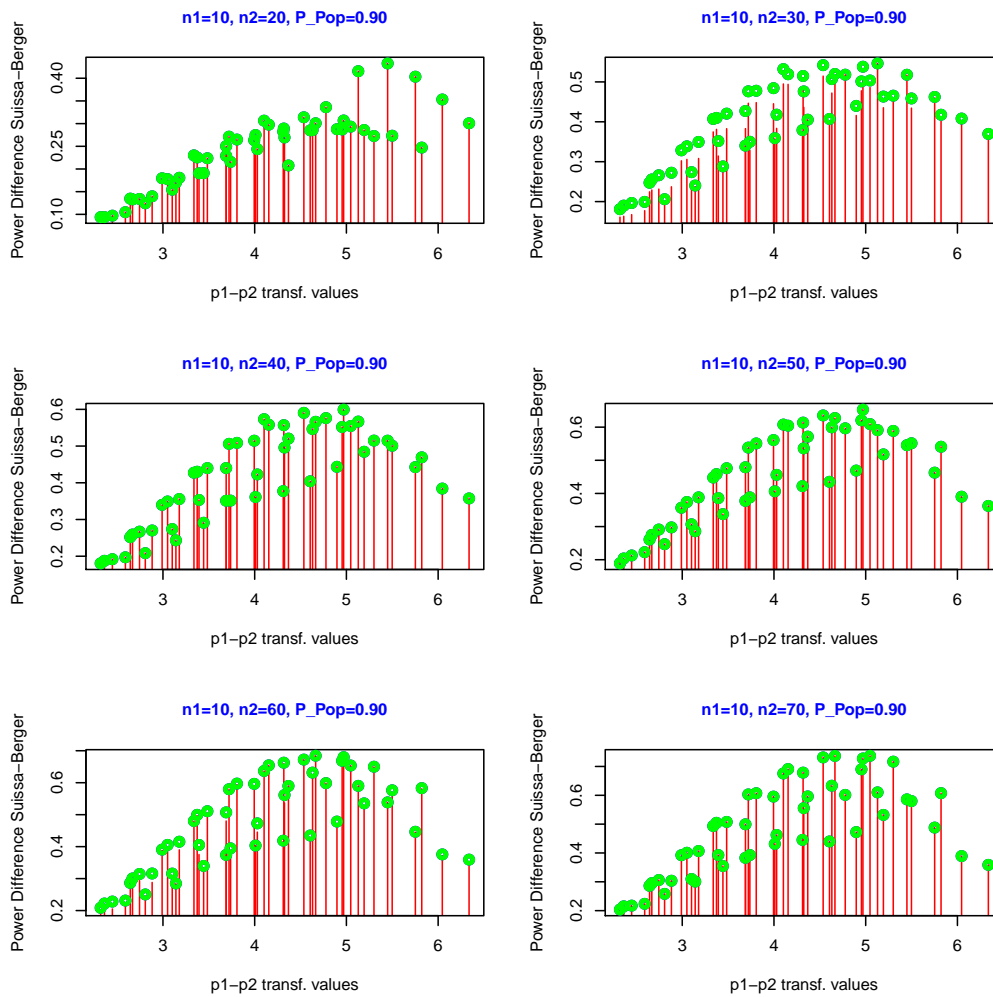 n1=10, n2=20, P_Pop=0.90
Power Difference Suissa−Berger
0.10
0.25
0.40
3
4
5
6
p1−p2 transf. values
n1=10, n2=30, P_Pop=0.90
Power Difference Suissa−Berger
0.2
0.3
0.4
0.5
3
4
5
6
p1−p2 transf. values
n1=10, n2=40, P_Pop=0.90
Power Difference Suissa−Berger
0.2
0.3
0.4
0.5
0.6
3
4
5
6
p1−p2 transf. values
n1=10, n2=50, P_Pop=0.90
Power Difference Suissa−Berger
0.2
0.4
0.6
3
4
5
6
p1−p2 transf. values
n1=10, n2=60, P_Pop=0.90
Power Difference Suissa−Berger
0.2
0.4
0.6
3
4
5
6
p1−p2 transf. values
n1=10, n2=70, P_Pop=0.90
Power Difference Suissa−Berger
0.2
0.4
0.6
3
4
5
6
p1−p2 transf. values